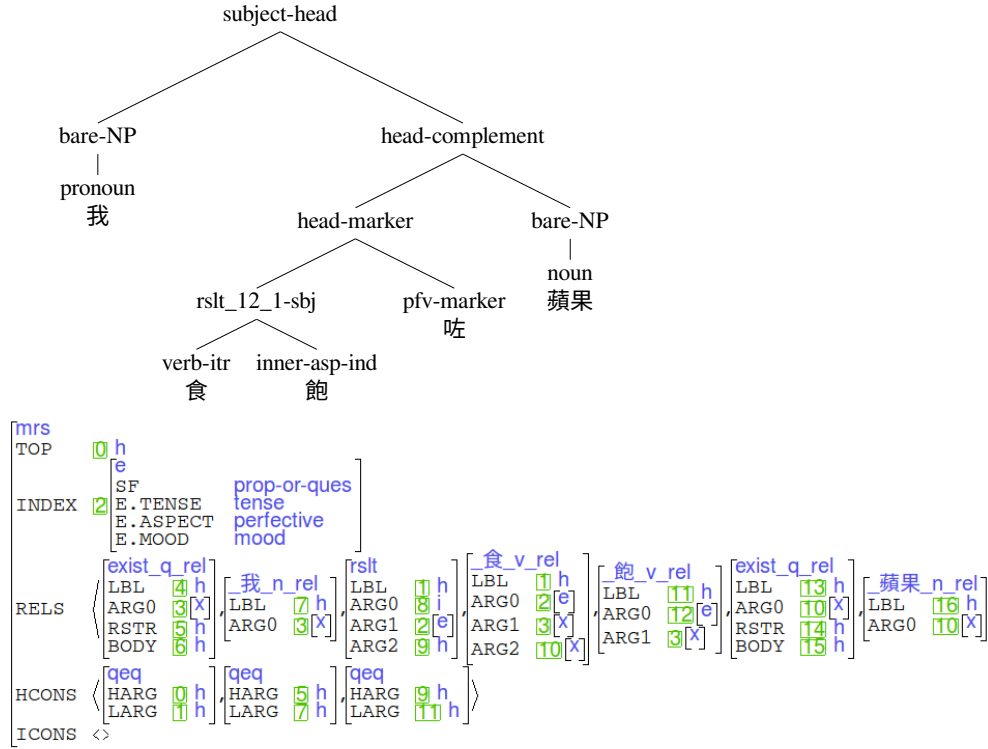 subject-head
bare-NP head-complement
pronoun
我
head-marker bare-NP
noun
蘋果
rslt_12_1-sbj pfv-marker
咗
verb-itr inner-asp-ind
食 飽
mrs
TOP 0 h
INDEX 2 e
SF prop-or-ques
E.TENSE tense
E.ASPECT perfective
E.MOOD mood
RELS ⟨ exist_q_rel
LBL 4 h
ARG0 3 x
RSTR 5 h
BODY 6 h
, _我_n_rel
LBL 7 h
ARG0 3 x
, rslt
LBL 1 h
ARG0 8 i
ARG1 2 e
ARG2 9 h
, _食_v_rel
LBL 1 h
ARG0 2 e
ARG1 3 x
ARG2 10 x
, _飽_v_rel
LBL 11 h
ARG0 12 e
ARG1 3 x
, exist_q_rel
LBL 13 h
ARG0 10 x
RSTR 14 h
BODY 15 h
, _蘋果_n_rel
LBL 16 h
ARG0 10 x
HCONS ⟨ qeq
HARG 0 h
LARG 1 h
, qeq
HARG 5 h
LARG 7 h
, qeq
HARG 9 h
LARG 11 h ⟩
ICONS <>